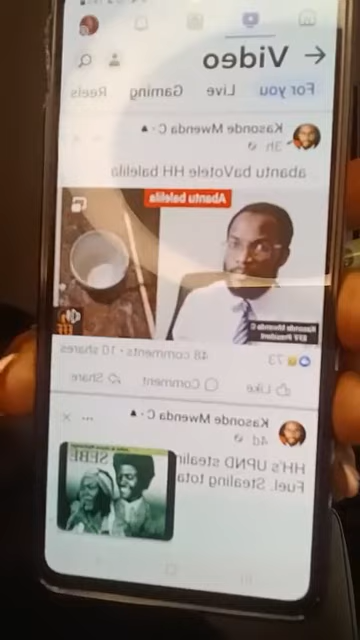 Video
For you Live Gaming Reels
Kasonde Mwenda C ·
3h
abantu baVotele HH balelila
Abantu balelila
Kasonde Mwenda C
EFF President
EFF
73
48 comments · 10 shares
Like Comment Share
Kasonde Mwenda C ·
4d
HH's UPND stealin
Fuel. Stealing tota
SEBE